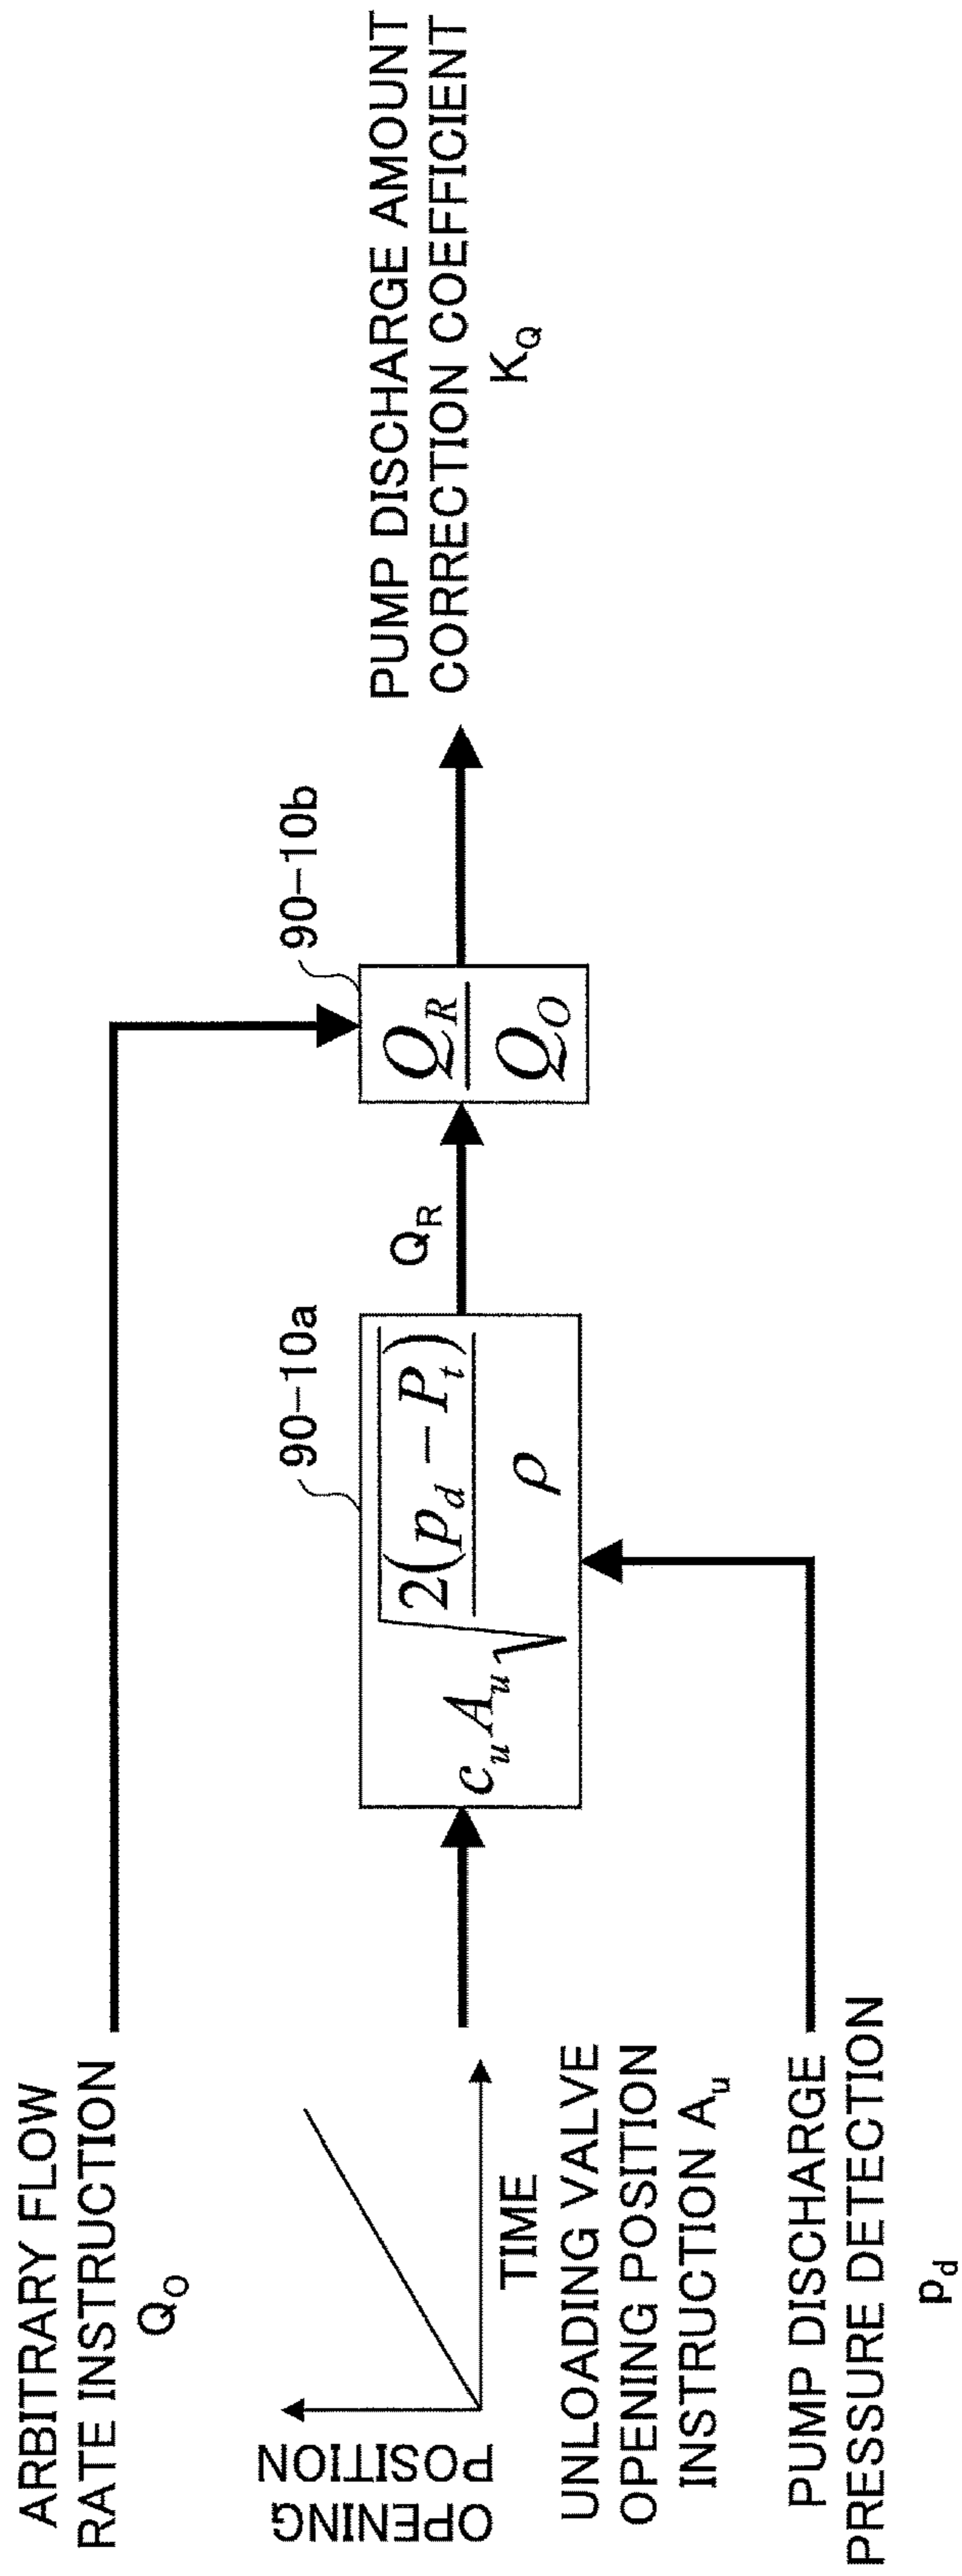 ARBITRARY FLOW
RATE INSTRUCTION
Q_O
OPENING
POSITION
TIME
UNLOADING VALVE
OPENING POSITION
INSTRUCTION A_u
PUMP DISCHARGE
PRESSURE DETECTION
p_d
90-10a
c_u A_u √(2(p_d − P_t)/ρ)
Q_R
90-10b
Q_R
Q_O
PUMP DISCHARGE AMOUNT
CORRECTION COEFFICIENT
K_Q